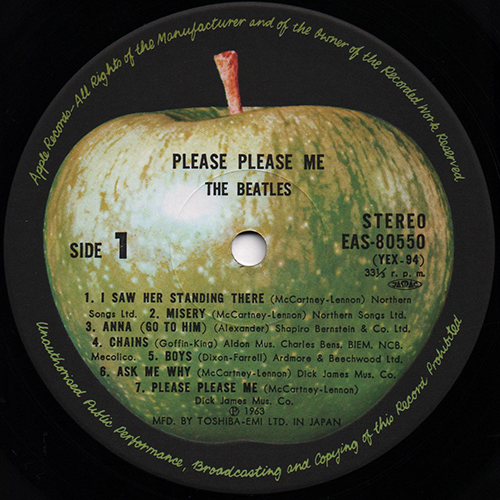 Apple Records-All Rights of the Manufacturer and of the Owner of the Recorded Work Reserved
PLEASE PLEASE ME
THE BEATLES
STEREO
EAS-80550
(YEX-94)
33⅓ r. p. m.
JASRAC
SIDE 1
1. I SAW HER STANDING THERE (McCartney-Lennon) Northern
Songs Ltd. 2. MISERY (McCartney-Lennon) Northern Songs Ltd.
3. ANNA (GO TO HIM) (Alexander) Shapiro Bernstein & Co. Ltd.
4. CHAINS (Goffin-King) Aldon Mus. Charles Bens, BIEM, NCB.
Mecolico. 5. BOYS (Dixon-Farrell) Ardmore & Beechwood Ltd.
6. ASK ME WHY (McCartney-Lennon) Dick James Mus. Co.
7. PLEASE PLEASE ME (McCartney-Lennon)
Dick James Mus. Co.
Ⓟ 1963
MFD. BY TOSHIBA-EMI LTD. IN JAPAN
Unauthorised Public Performance, Broadcasting and Copying of this Record Prohibited